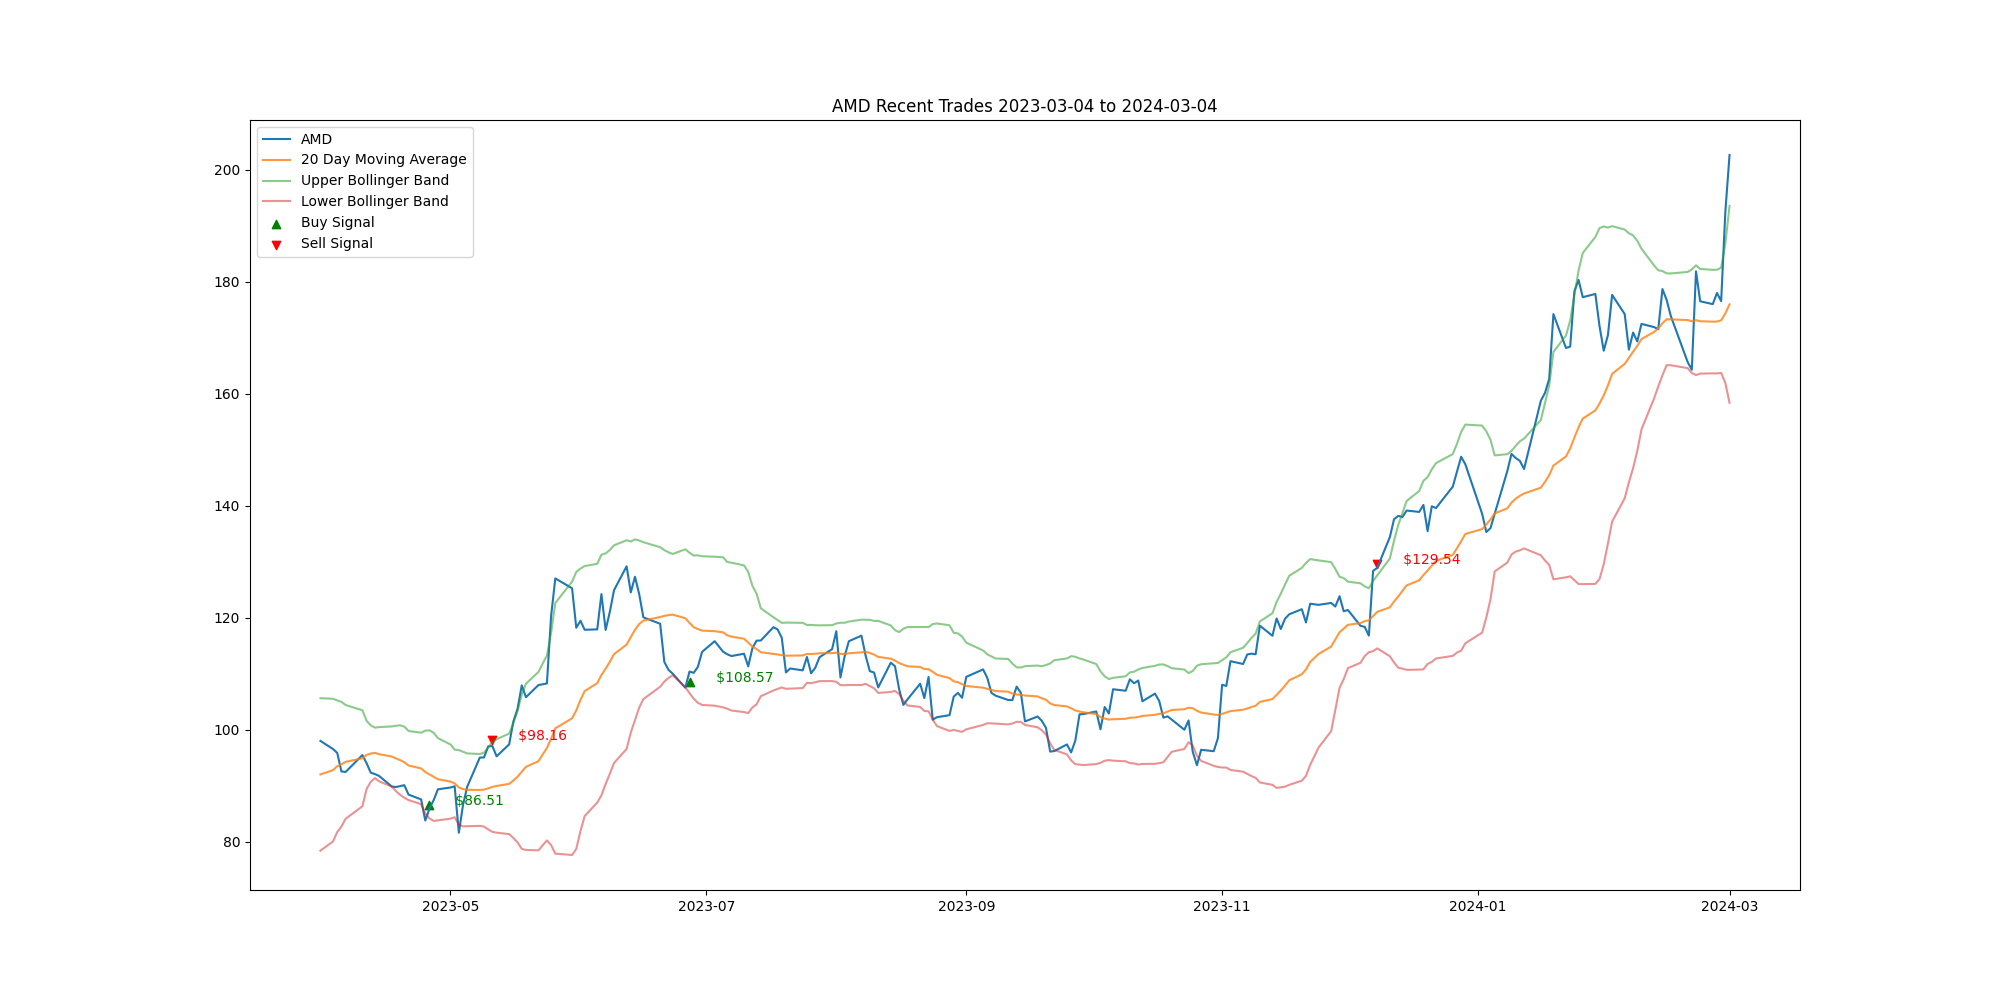 AMD Recent Trades 2023-03-04 to 2024-03-04
AMD
20 Day Moving Average
Upper Bollinger Band
Lower Bollinger Band
Buy Signal
Sell Signal
200
180
160
140
120
100
80
$129.54
$108.57
$98.16
$86.51
2023-05
2023-07
2023-09
2023-11
2024-01
2024-03